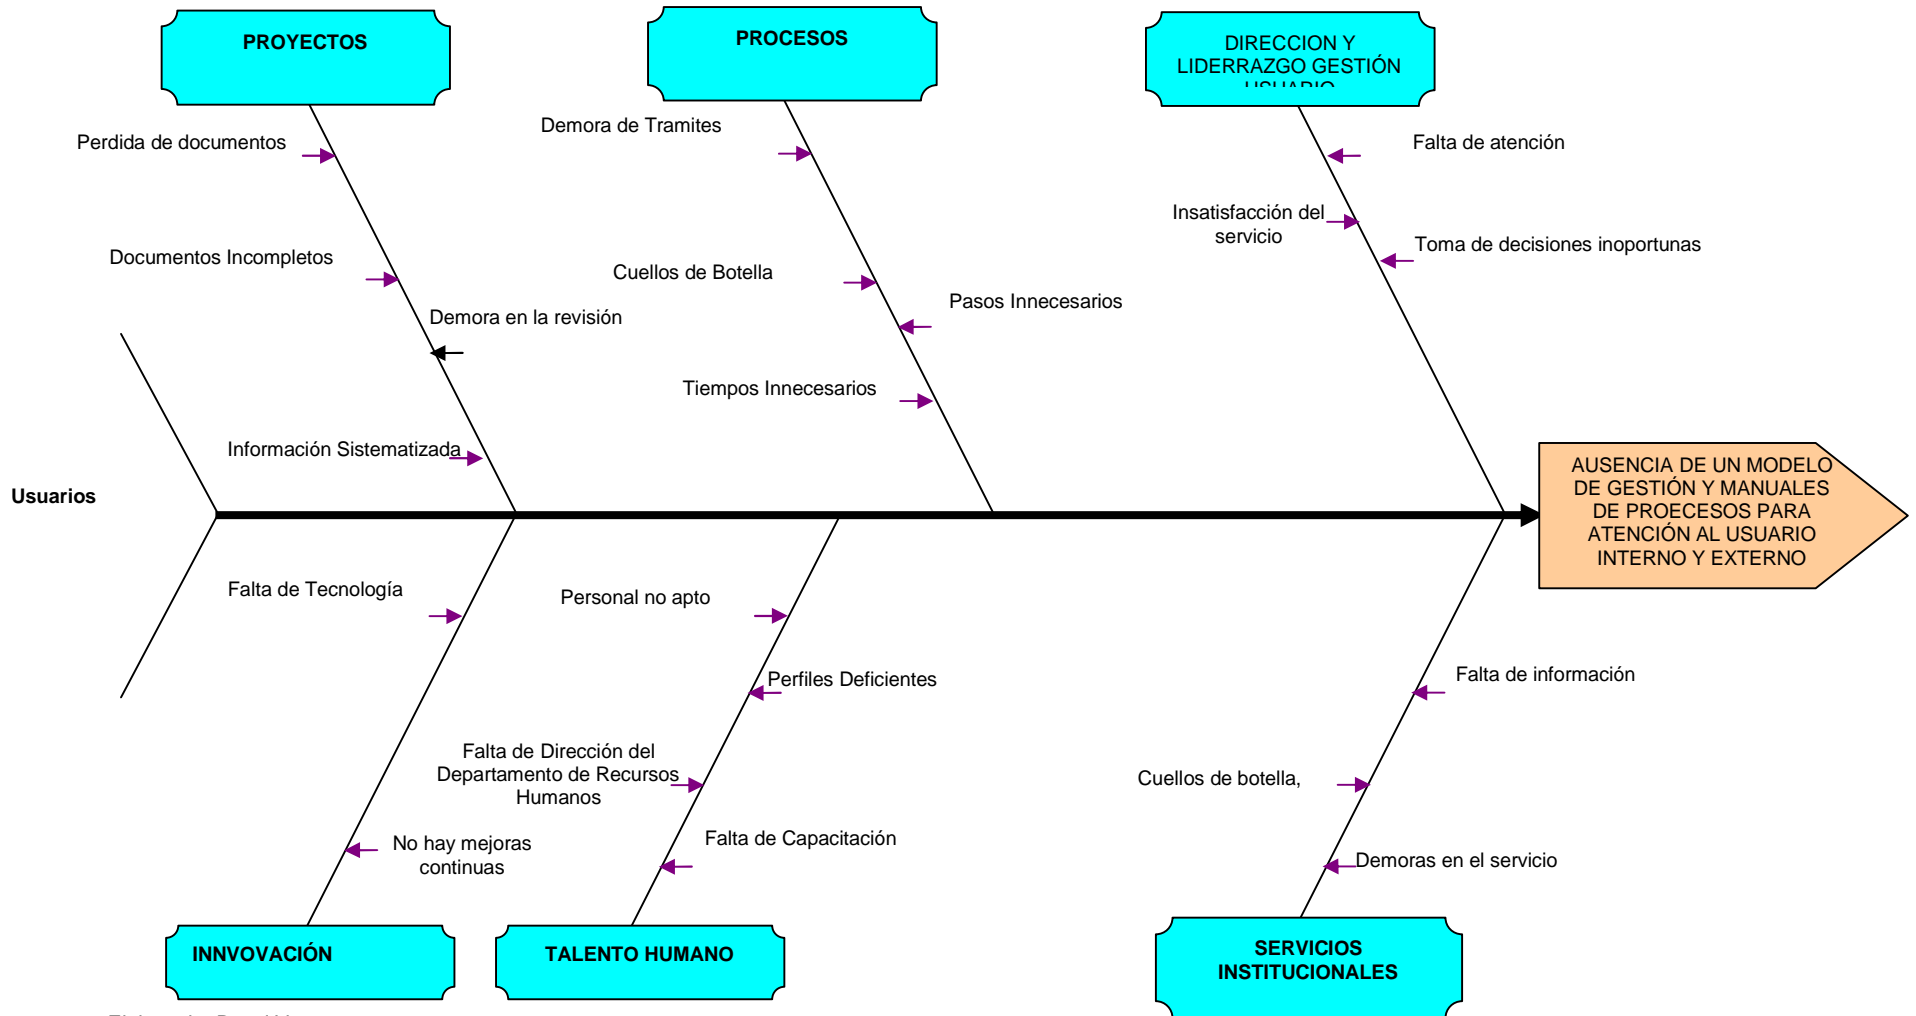 PROYECTOS
PROCESOS
DIRECCION Y
LIDERRAZGO GESTIÓN
USUARIO
Perdida de documentos
Demora de Tramites
Falta de atención
Insatisfacción del
servicio
Toma de decisiones inoportunas
Documentos Incompletos
Cuellos de Botella
Pasos Innecesarios
Demora en la revisión
Tiempos Innecesarios
Información Sistematizada
Usuarios
AUSENCIA DE UN MODELO
DE GESTIÓN Y MANUALES
DE PROECESOS PARA
ATENCIÓN AL USUARIO
INTERNO Y EXTERNO
Falta de Tecnología
Personal no apto
Perfiles Deficientes
Falta de información
Falta de Dirección del
Departamento de Recursos
Humanos
Cuellos de botella,
No hay mejoras
continuas
Falta de Capacitación
Demoras en el servicio
INNVOVACIÓN
TALENTO HUMANO
SERVICIOS
INSTITUCIONALES